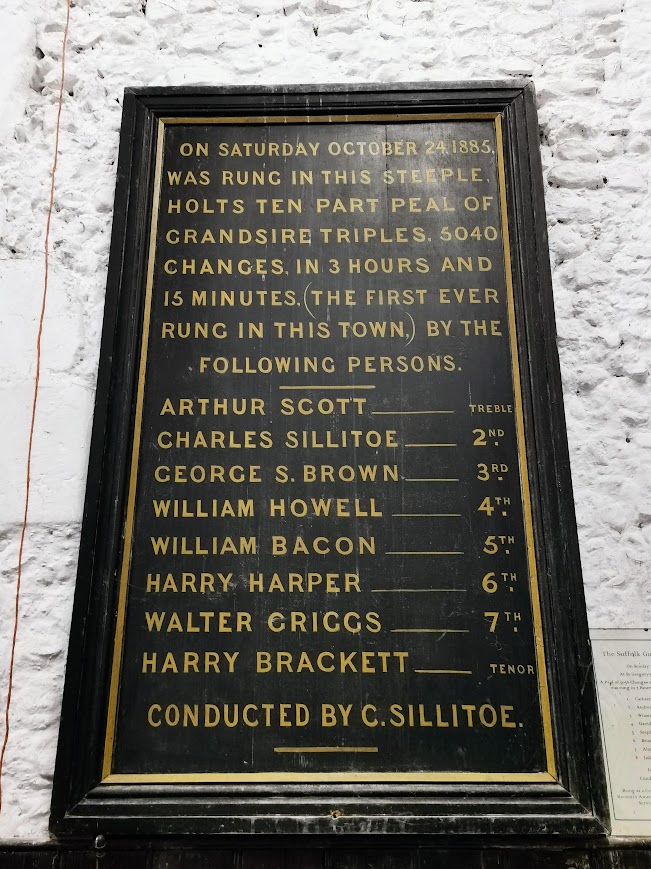 ON SATURDAY OCTOBER 24, 1885,
WAS RUNG IN THIS STEEPLE,
HOLTS TEN PART PEAL OF
GRANDSIRE TRIPLES, 5040
CHANGES, IN 3 HOURS AND
15 MINUTES, (THE FIRST EVER
RUNG IN THIS TOWN,) BY THE
FOLLOWING PERSONS.
ARTHUR SCOTT TREBLE
CHARLES SILLITOE 2ND
GEORGE S. BROWN 3RD
WILLIAM HOWELL 4TH
WILLIAM BACON 5TH
HARRY HARPER 6TH
WALTER GRIGGS 7TH
HARRY BRACKETT TENOR
CONDUCTED BY C. SILLITOE.
The Suffolk Gu